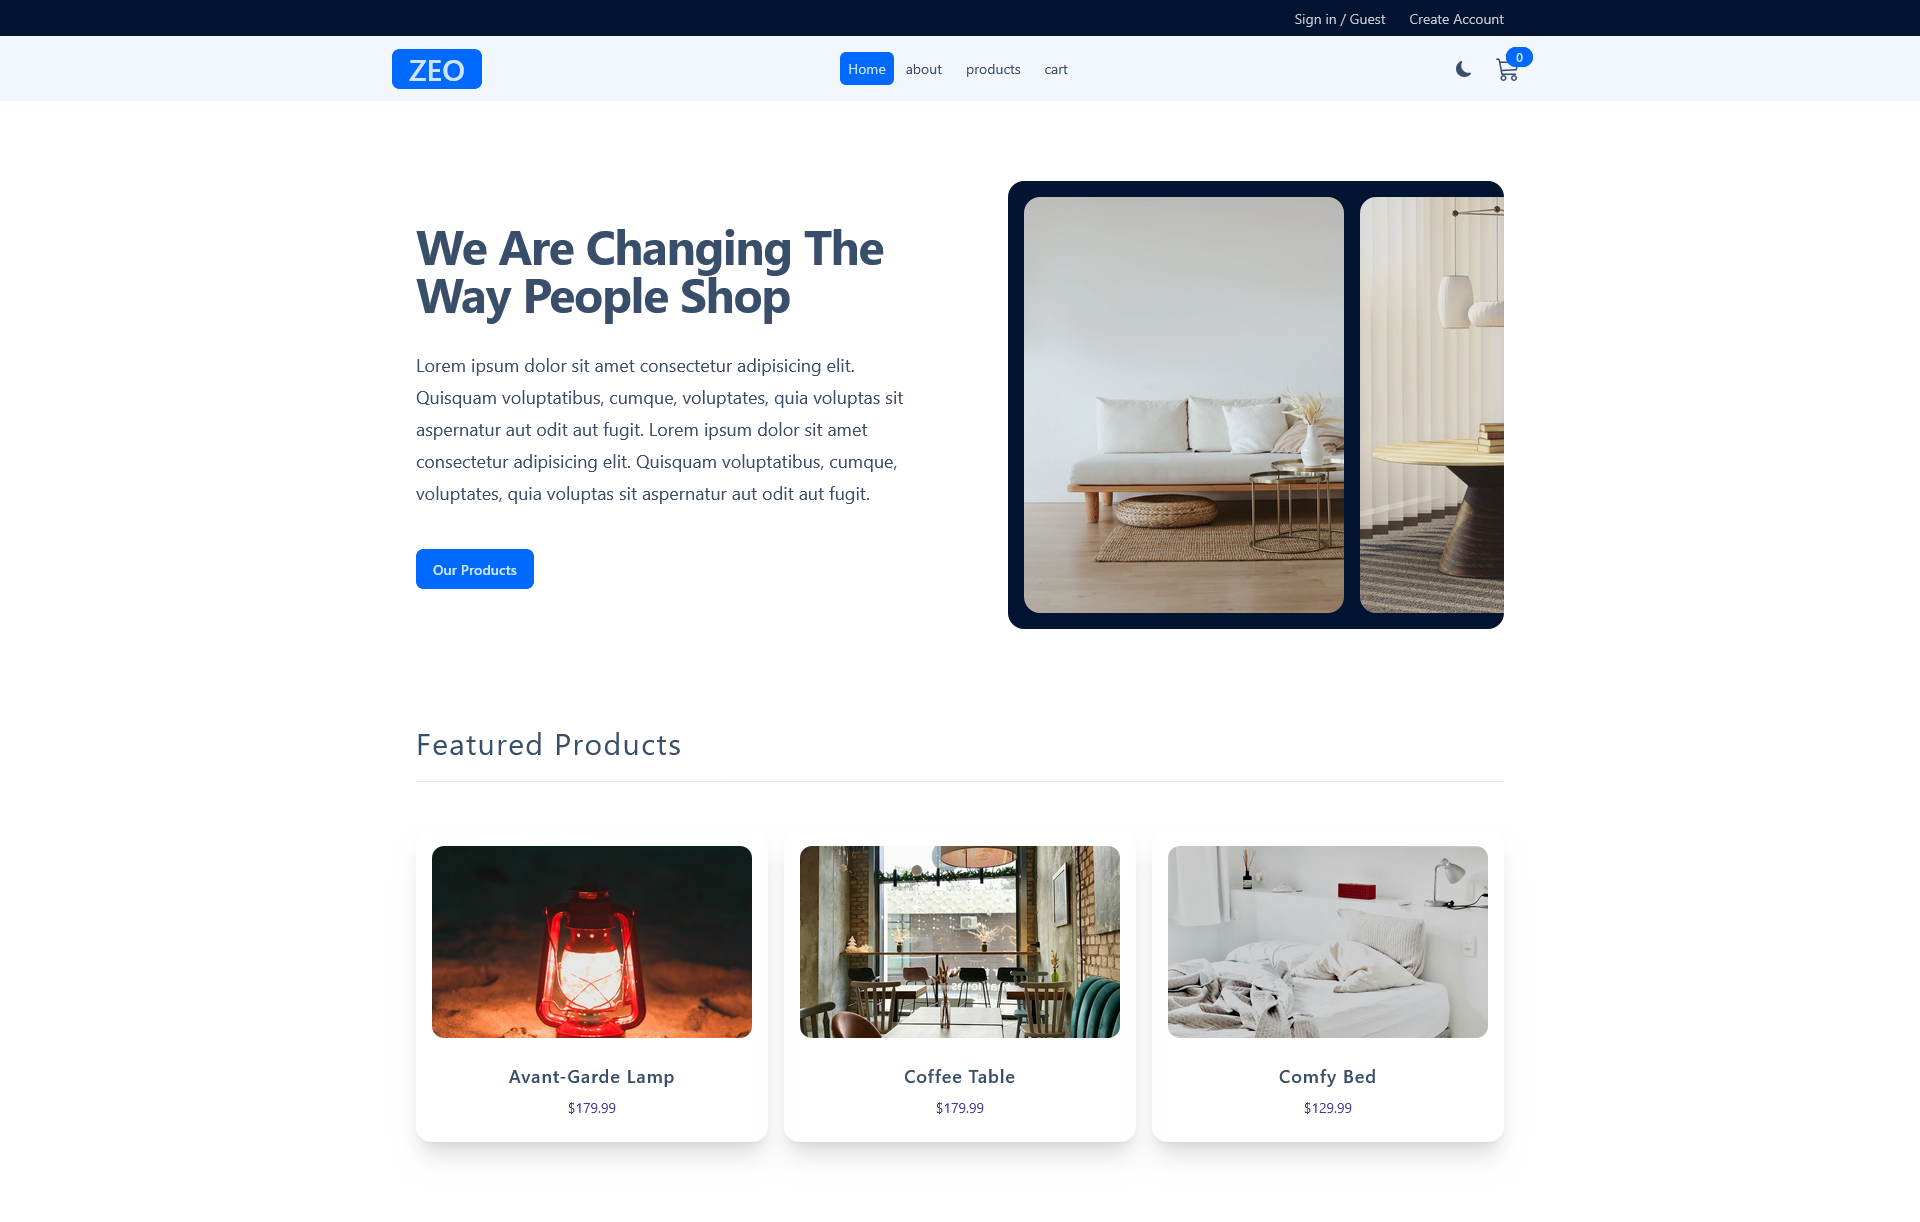 Sign in / Guest
Create Account
ZEO
Home
about
products
cart
0
We Are Changing The
Way People Shop
Lorem ipsum dolor sit amet consectetur adipisicing elit.
Quisquam voluptatibus, cumque, voluptates, quia voluptas sit
aspernatur aut odit aut fugit. Lorem ipsum dolor sit amet
consectetur adipisicing elit. Quisquam voluptatibus, cumque,
voluptates, quia voluptas sit aspernatur aut odit aut fugit.
Our Products
Featured Products
Avant-Garde Lamp
$179.99
Coffee Table
$179.99
Comfy Bed
$129.99